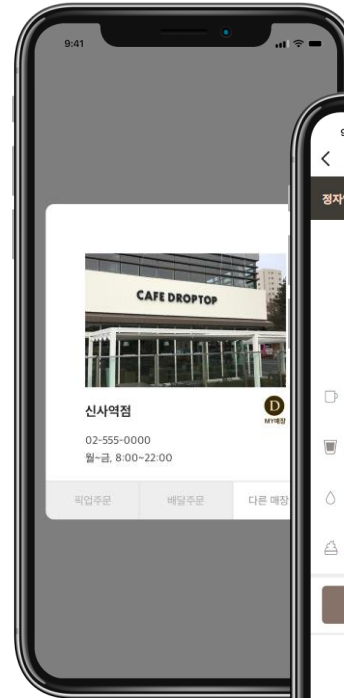 9:41
CAFE DROPTOP
신사역점
D
MY매장
02-555-0000
월~금, 8:00~22:00
픽업주문
배달주문
다른 매장
9
정자